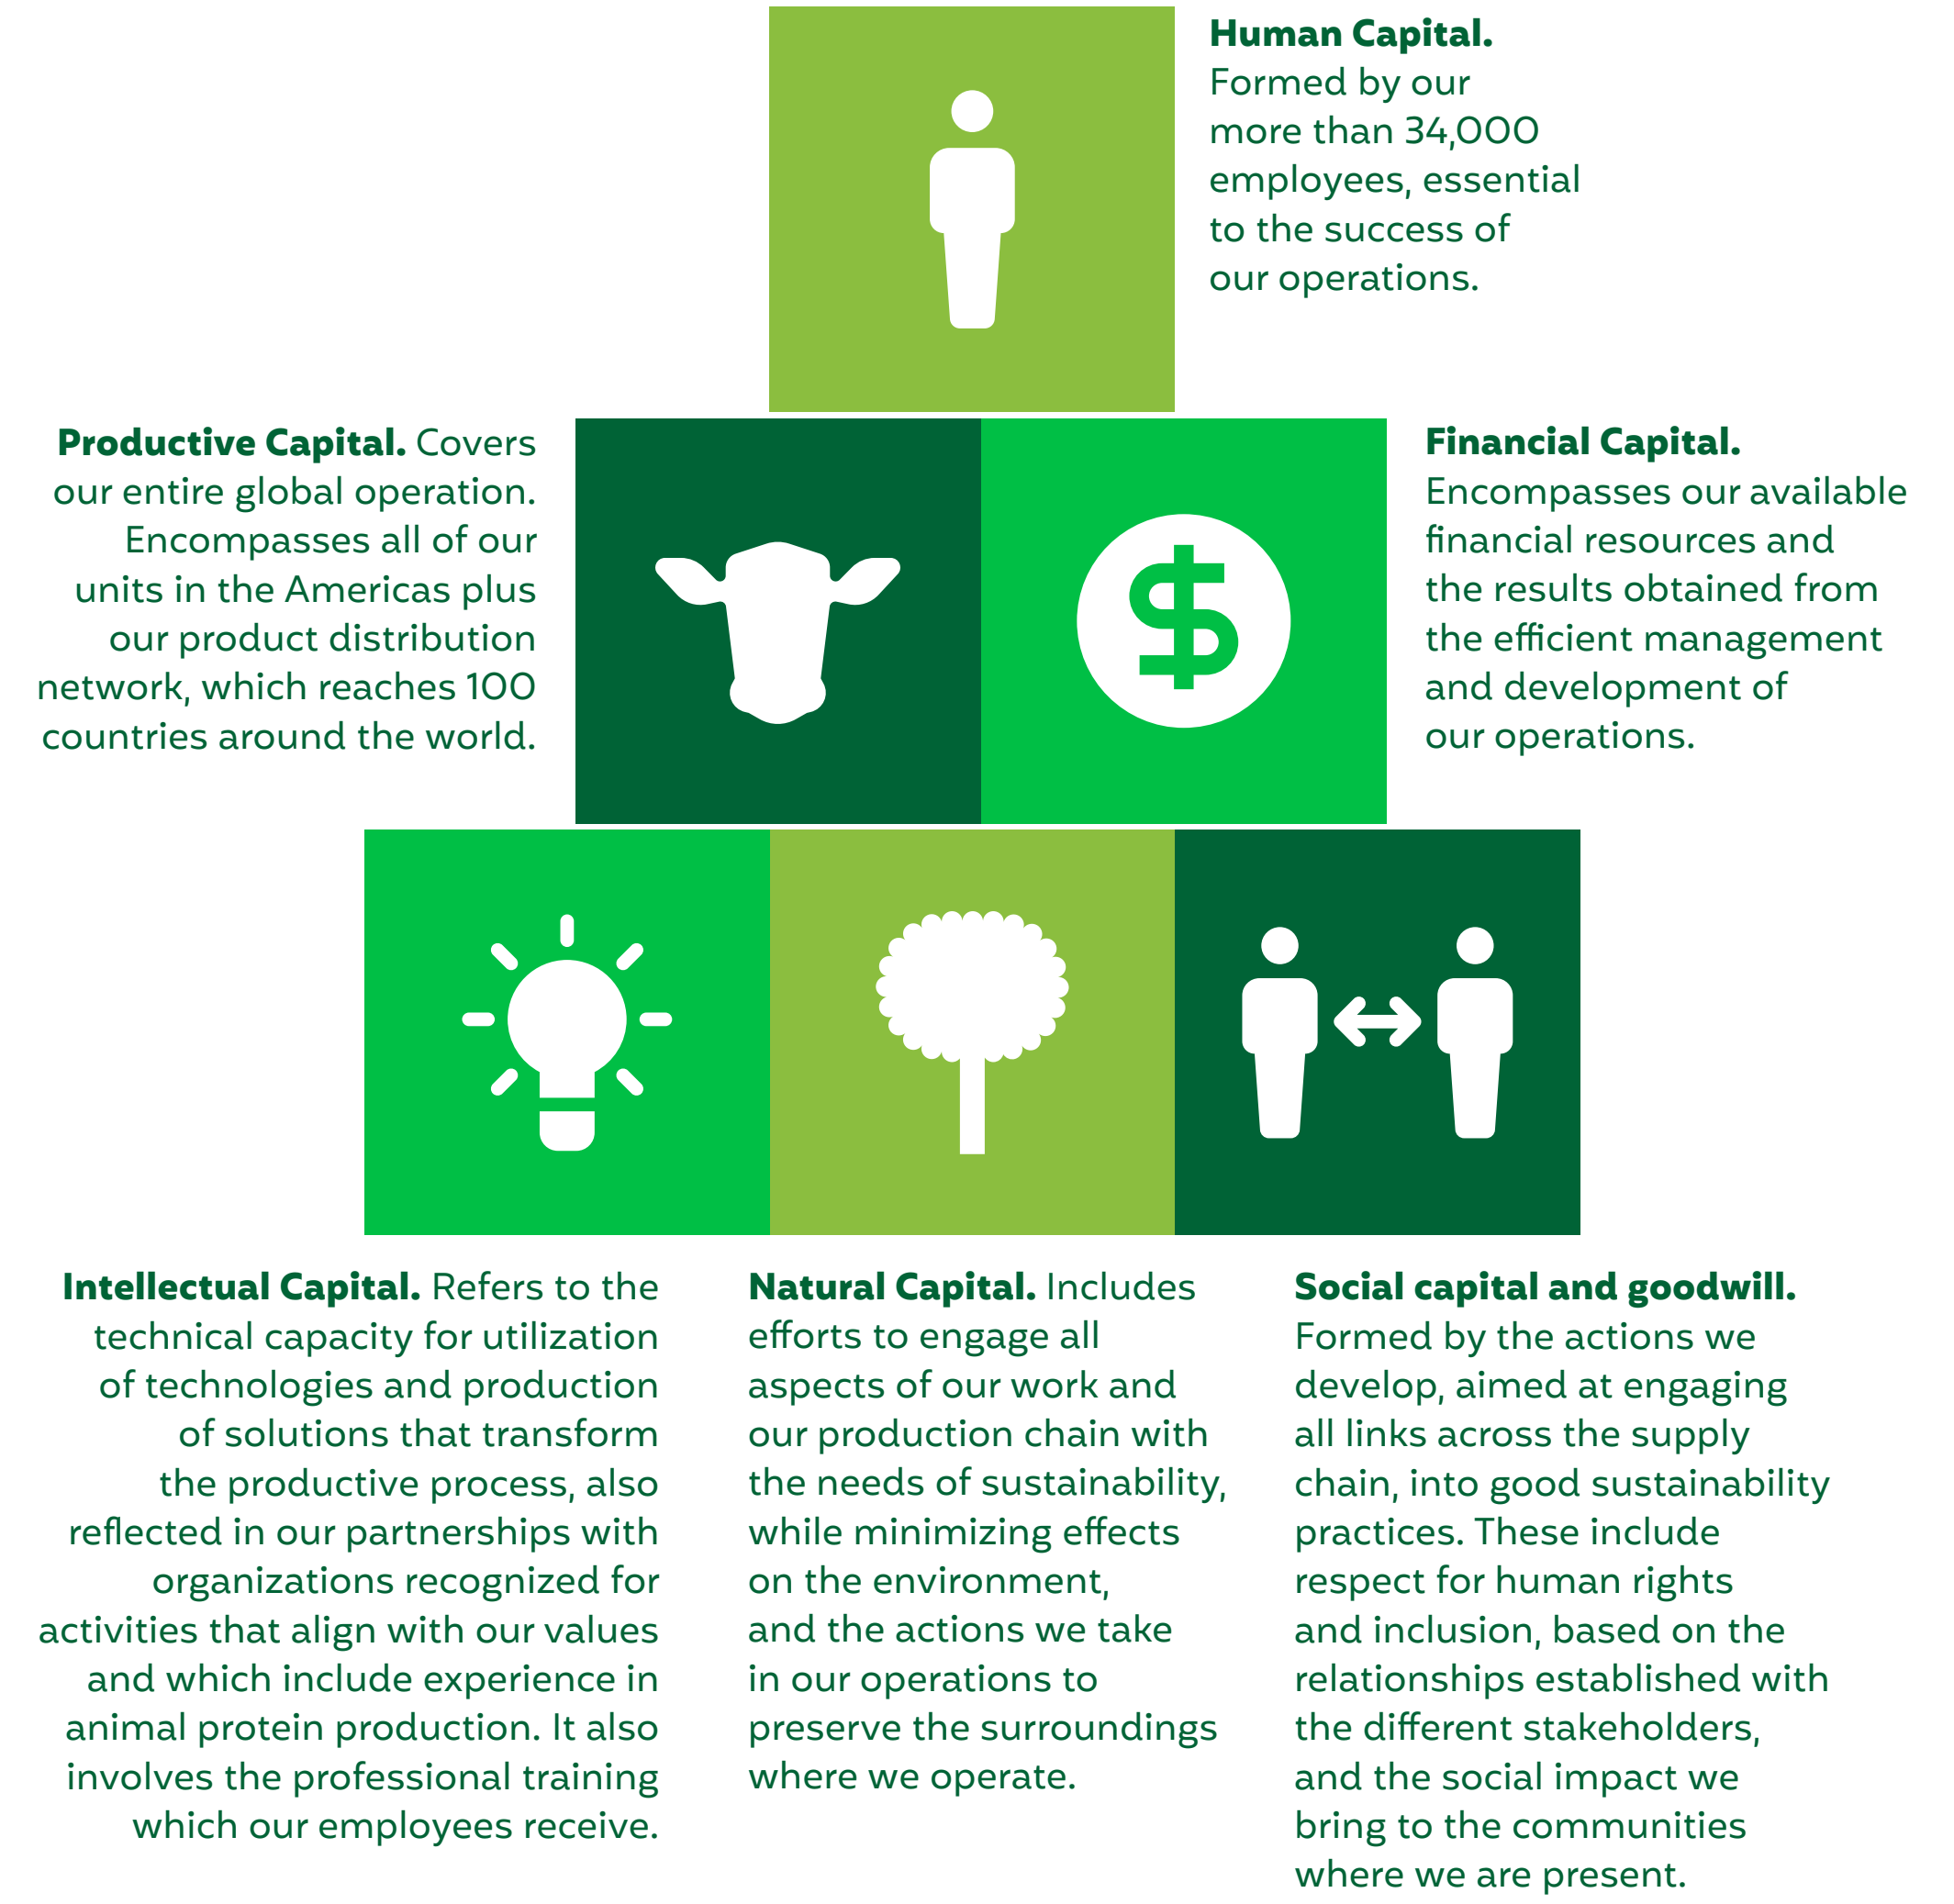 Human Capital.
Formed by our
more than 34,000
employees, essential
to the success of
our operations.
Productive Capital. Covers
our entire global operation.
Encompasses all of our
units in the Americas plus
our product distribution
network, which reaches 100
countries around the world.
Financial Capital.
Encompasses our available
financial resources and
the results obtained from
the efficient management
and development of
our operations.
Intellectual Capital. Refers to the
technical capacity for utilization
of technologies and production
of solutions that transform
the productive process, also
reflected in our partnerships with
organizations recognized for
activities that align with our values
and which include experience in
animal protein production. It also
involves the professional training
which our employees receive.
Natural Capital. Includes
efforts to engage all
aspects of our work and
our production chain with
the needs of sustainability,
while minimizing effects
on the environment,
and the actions we take
in our operations to
preserve the surroundings
where we operate.
Social capital and goodwill.
Formed by the actions we
develop, aimed at engaging
all links across the supply
chain, into good sustainability
practices. These include
respect for human rights
and inclusion, based on the
relationships established with
the different stakeholders,
and the social impact we
bring to the communities
where we are present.